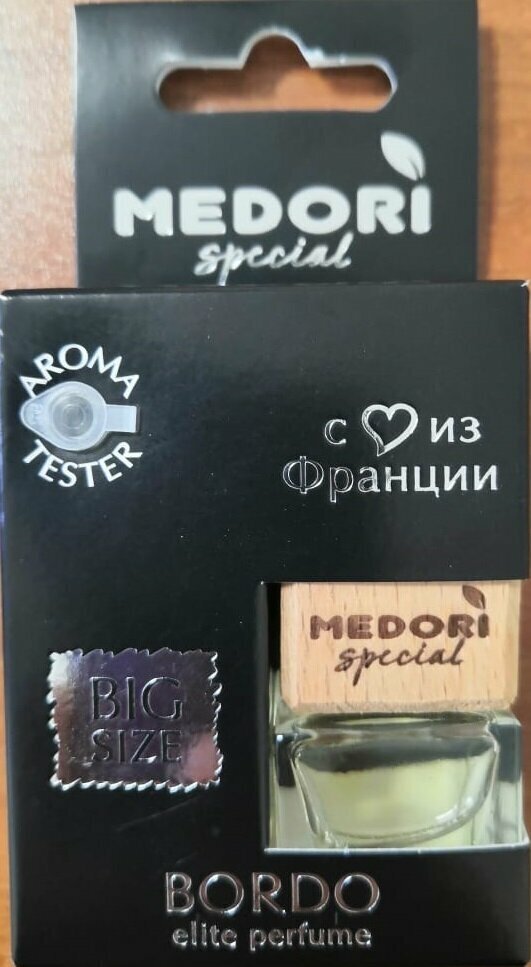 MEDORI
special
AROMA
TESTER
с из
Франции
MEDORI
special
BIG
SIZE
BORDO
elite perfume